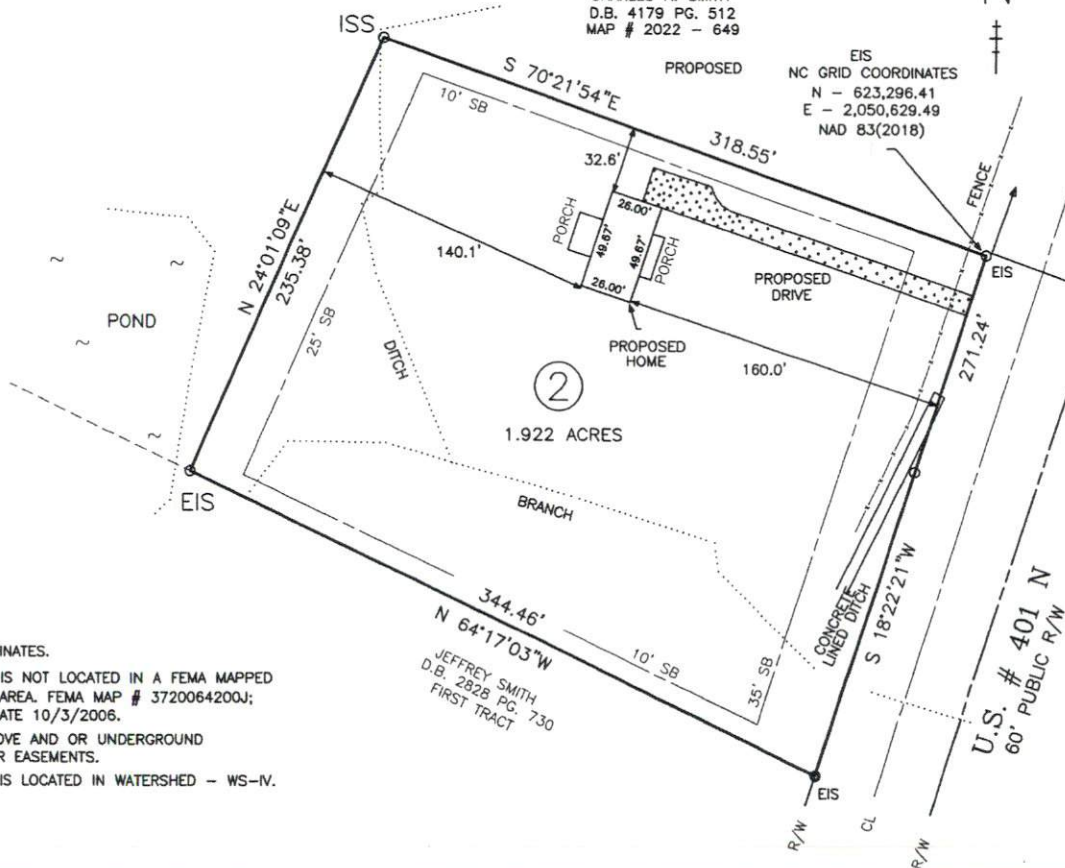 D.B. 4179 PG. 512
MAP # 2022 - 649
N
PROPOSED
EIS
NC GRID COORDINATES
N - 623,296.41
E - 2,050,629.49
NAD 83(2018)
ISS
S 70°21'54"E
318.55'
10' SB
32.6'
FENCE
26.00'
PORCH
49.67'
49.67'
PORCH
26.00'
140.1'
N 24°01'09"E
235.38'
EIS
PROPOSED
DRIVE
271.24'
POND
25' SB
DITCH
PROPOSED
HOME
160.0'
2
1.922 ACRES
EIS
BRANCH
CONCRETE
LINED DITCH
S 18°22'21"W
344.46'
N 64°17'03"W
10' SB
35' SB
JEFFREY SMITH
D.B. 2828 PG. 730
FIRST TRACT
U.S. # 401 N
60' PUBLIC R/W
INATES.
IS NOT LOCATED IN A FEMA MAPPED
AREA. FEMA MAP # 3720064200J;
ATE 10/3/2006.
OVE AND OR UNDERGROUND
R EASEMENTS.
IS LOCATED IN WATERSHED - WS-IV.
EIS
R/W
CL
R/W